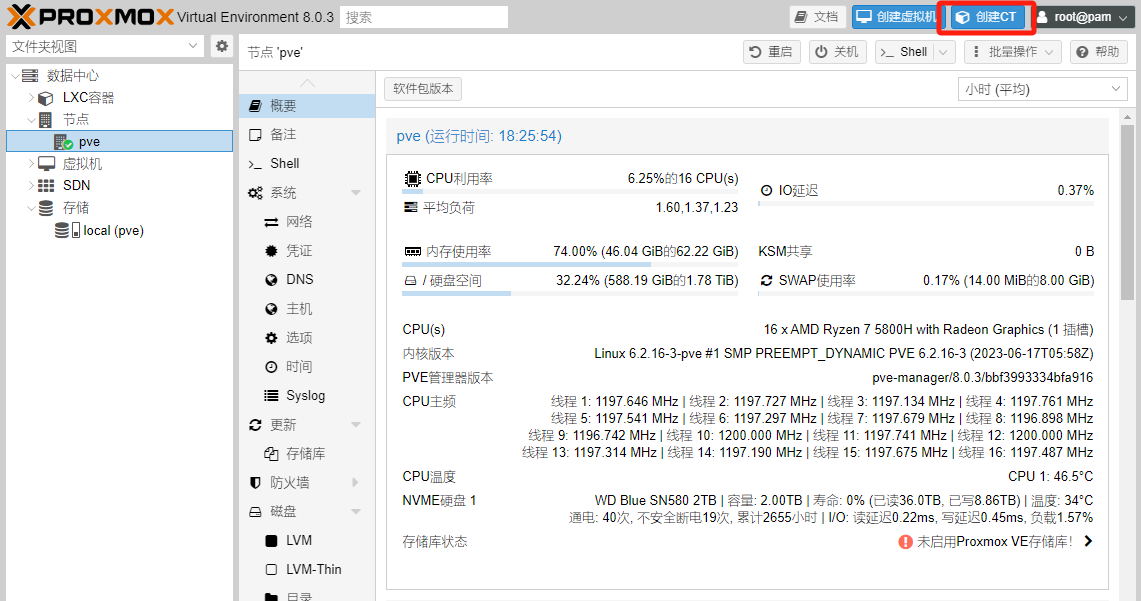 PROXMOX Virtual Environment 8.0.3 搜索 文档 创建虚拟机 创建CT root@pam
文件夹视图
数据中心
LXC容器
节点
pve
虚拟机
SDN
存储
local (pve)
节点 'pve' 重启 关机 Shell 批量操作 帮助
概要
备注
Shell
系统
网络
凭证
DNS
主机
选项
时间
Syslog
更新
存储库
防火墙
磁盘
LVM
LVM-Thin
目录
软件包版本 小时 (平均)
pve (运行时间: 18:25:54)
CPU利用率 6.25%的16 CPU(s)
平均负荷 1.60,1.37,1.23
IO延迟 0.37%
内存使用率 74.00% (46.04 GiB的62.22 GiB)
KSM共享 0 B
/ 硬盘空间 32.24% (588.19 GiB的1.78 TiB)
SWAP使用率 0.17% (14.00 MiB的8.00 GiB)
CPU(s) 16 x AMD Ryzen 7 5800H with Radeon Graphics (1 插槽)
内核版本 Linux 6.2.16-3-pve #1 SMP PREEMPT_DYNAMIC PVE 6.2.16-3 (2023-06-17T05:58Z)
PVE管理器版本 pve-manager/8.0.3/bbf3993334bfa916
CPU主频 线程 1: 1197.646 MHz | 线程 2: 1197.727 MHz | 线程 3: 1197.134 MHz | 线程 4: 1197.761 MHz
线程 5: 1197.541 MHz | 线程 6: 1197.297 MHz | 线程 7: 1197.679 MHz | 线程 8: 1196.898 MHz
线程 9: 1196.742 MHz | 线程 10: 1200.000 MHz | 线程 11: 1197.741 MHz | 线程 12: 1200.000 MHz
线程 13: 1197.314 MHz | 线程 14: 1197.190 MHz | 线程 15: 1197.675 MHz | 线程 16: 1197.487 MHz
CPU温度 CPU 1: 46.5°C
NVME硬盘 1 WD Blue SN580 2TB | 容量: 2.00TB | 寿命: 0% (已读36.0TB, 已写8.86TB) | 温度: 34°C
通电: 40次, 不安全断电19次, 累计2655小时 | I/O: 读延迟0.22ms, 写延迟0.45ms, 负载1.57%
存储库状态 未启用Proxmox VE存储库!